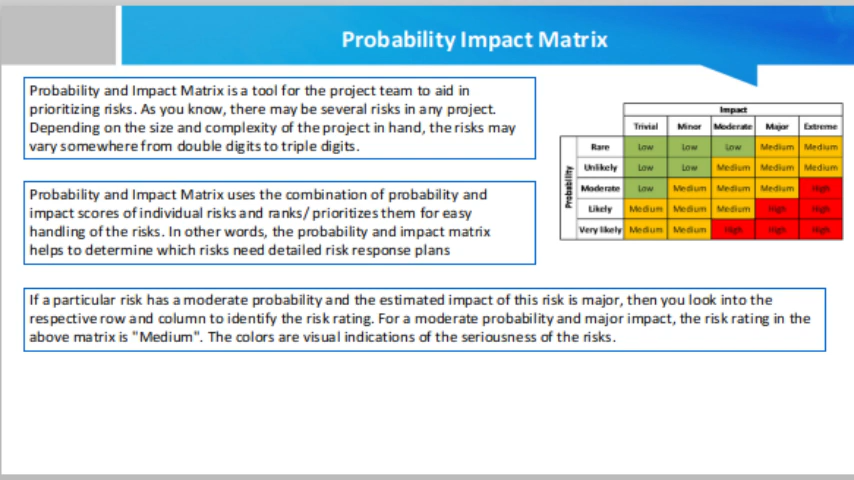 Probability Impact Matrix
Probability and Impact Matrix is a tool for the project team to aid in
prioritizing risks. As you know, there may be several risks in any project.
Depending on the size and complexity of the project in hand, the risks may
vary somewhere from double digits to triple digits.
Probability and Impact Matrix uses the combination of probability and
impact scores of individual risks and ranks/ prioritizes them for easy
handling of the risks. In other words, the probability and impact matrix
helps to determine which risks need detailed risk response plans
Impact
Trivial Minor Moderate Major Extreme
Probability
Rare Low Low Low Medium Medium
Unlikely Low Low Medium Medium Medium
Moderate Low Medium Medium Medium High
Likely Medium Medium Medium High High
Very likely Medium Medium High High High
If a particular risk has a moderate probability and the estimated impact of this risk is major, then you look into the
respective row and column to identify the risk rating. For a moderate probability and major impact, the risk rating in the
above matrix is "Medium". The colors are visual indications of the seriousness of the risks.